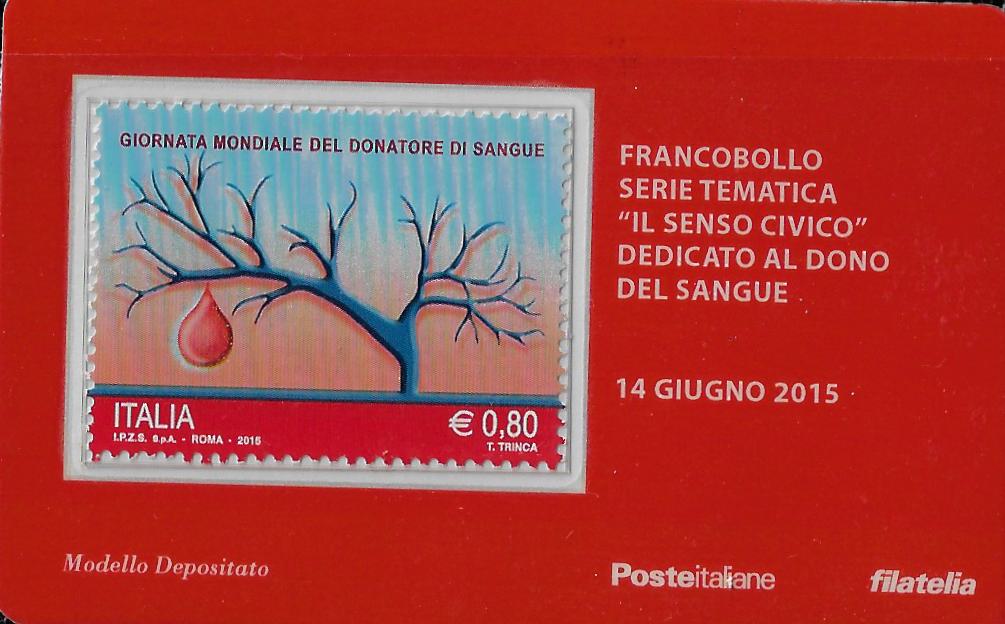 GIORNATA MONDIALE DEL DONATORE DI SANGUE
ITALIA
I.P.Z.S. S.p.A. - ROMA - 2015
€ 0,80
T. TRINCA
FRANCOBOLLO
SERIE TEMATICA
“IL SENSO CIVICO”
DEDICATO AL DONO
DEL SANGUE
14 GIUGNO 2015
Modello Depositato
Posteitaliane
filatelia